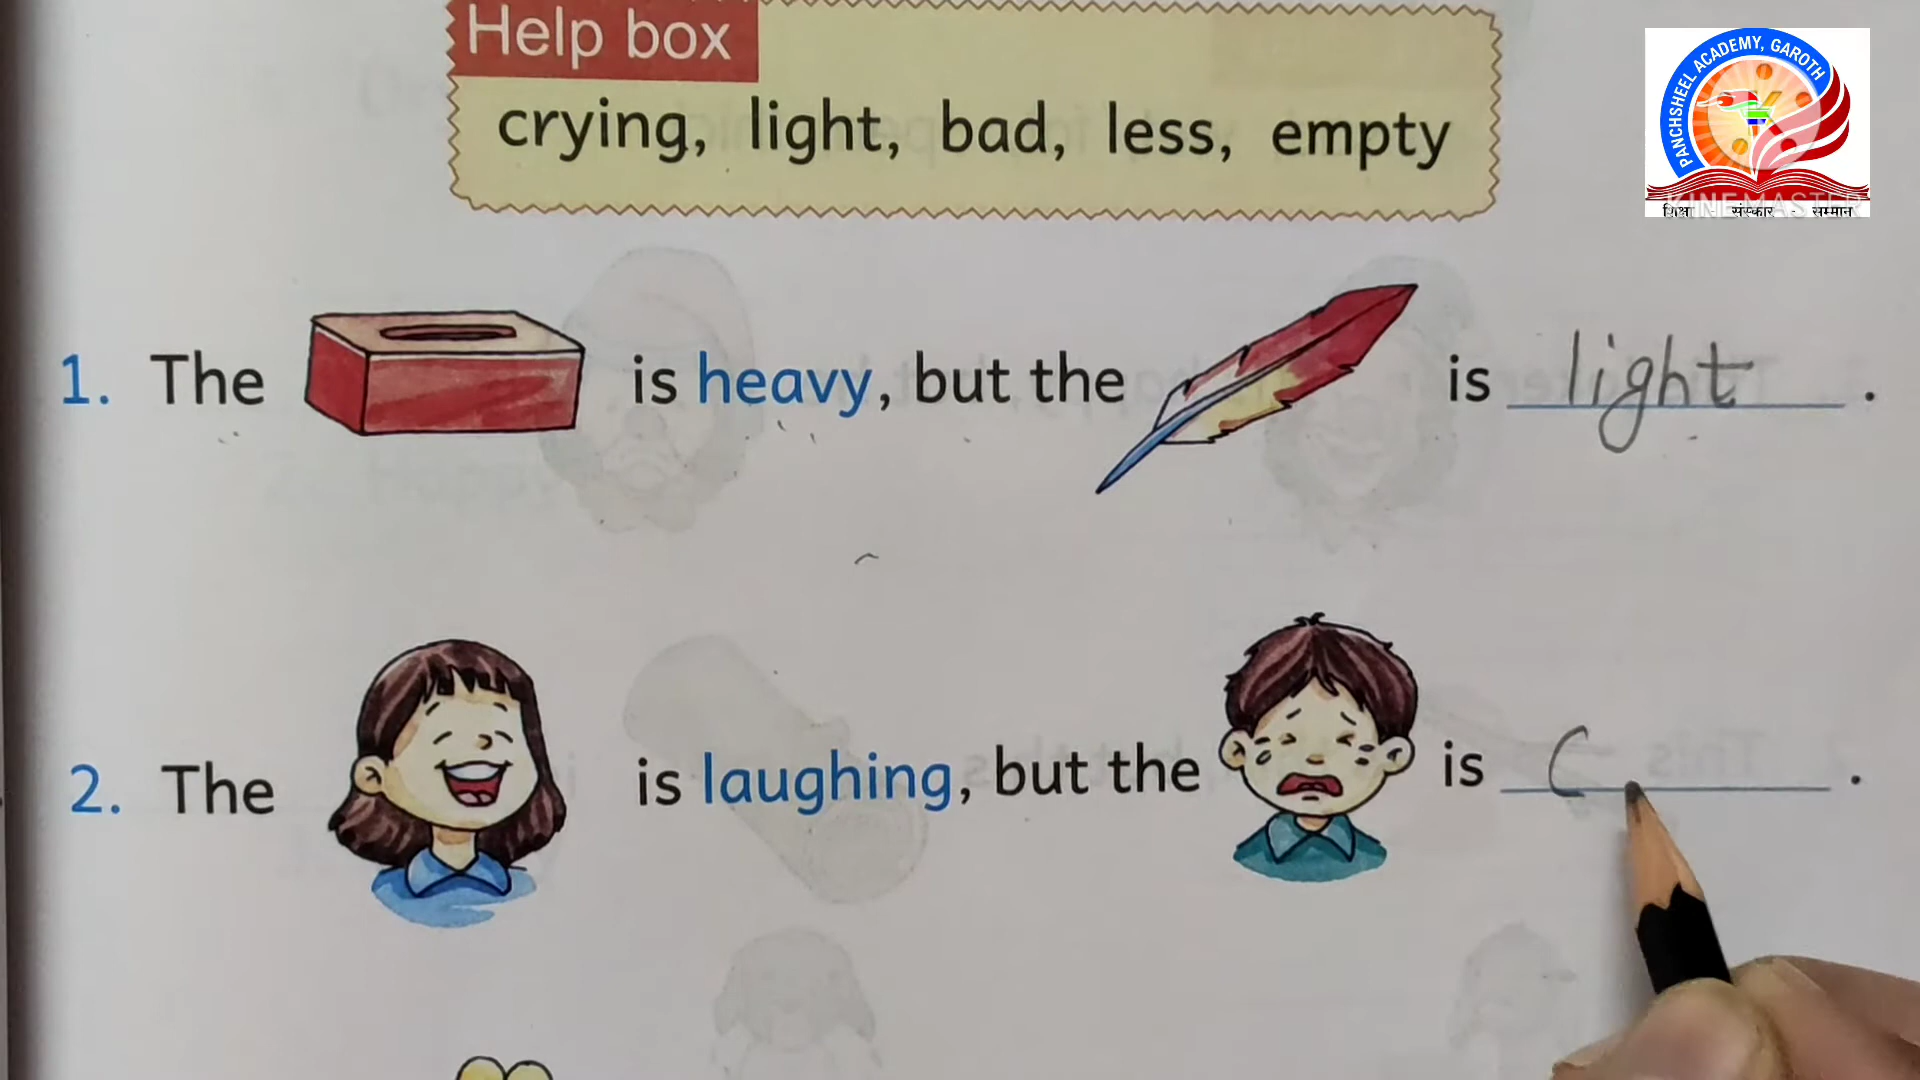 Help box
crying, light, bad, less, empty
PANCHSHEEL ACADEMY, GAROTH
KINEMASTER
शिक्षा संस्कार - सम्मान
1. The is heavy, but the is light.
2. The is laughing, but the is c.